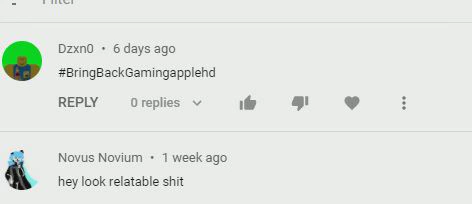 Filter
Dzxn0 • 6 days ago
#BringBackGamingapplehd
REPLY 0 replies
Novus Novium • 1 week ago
hey look relatable shit